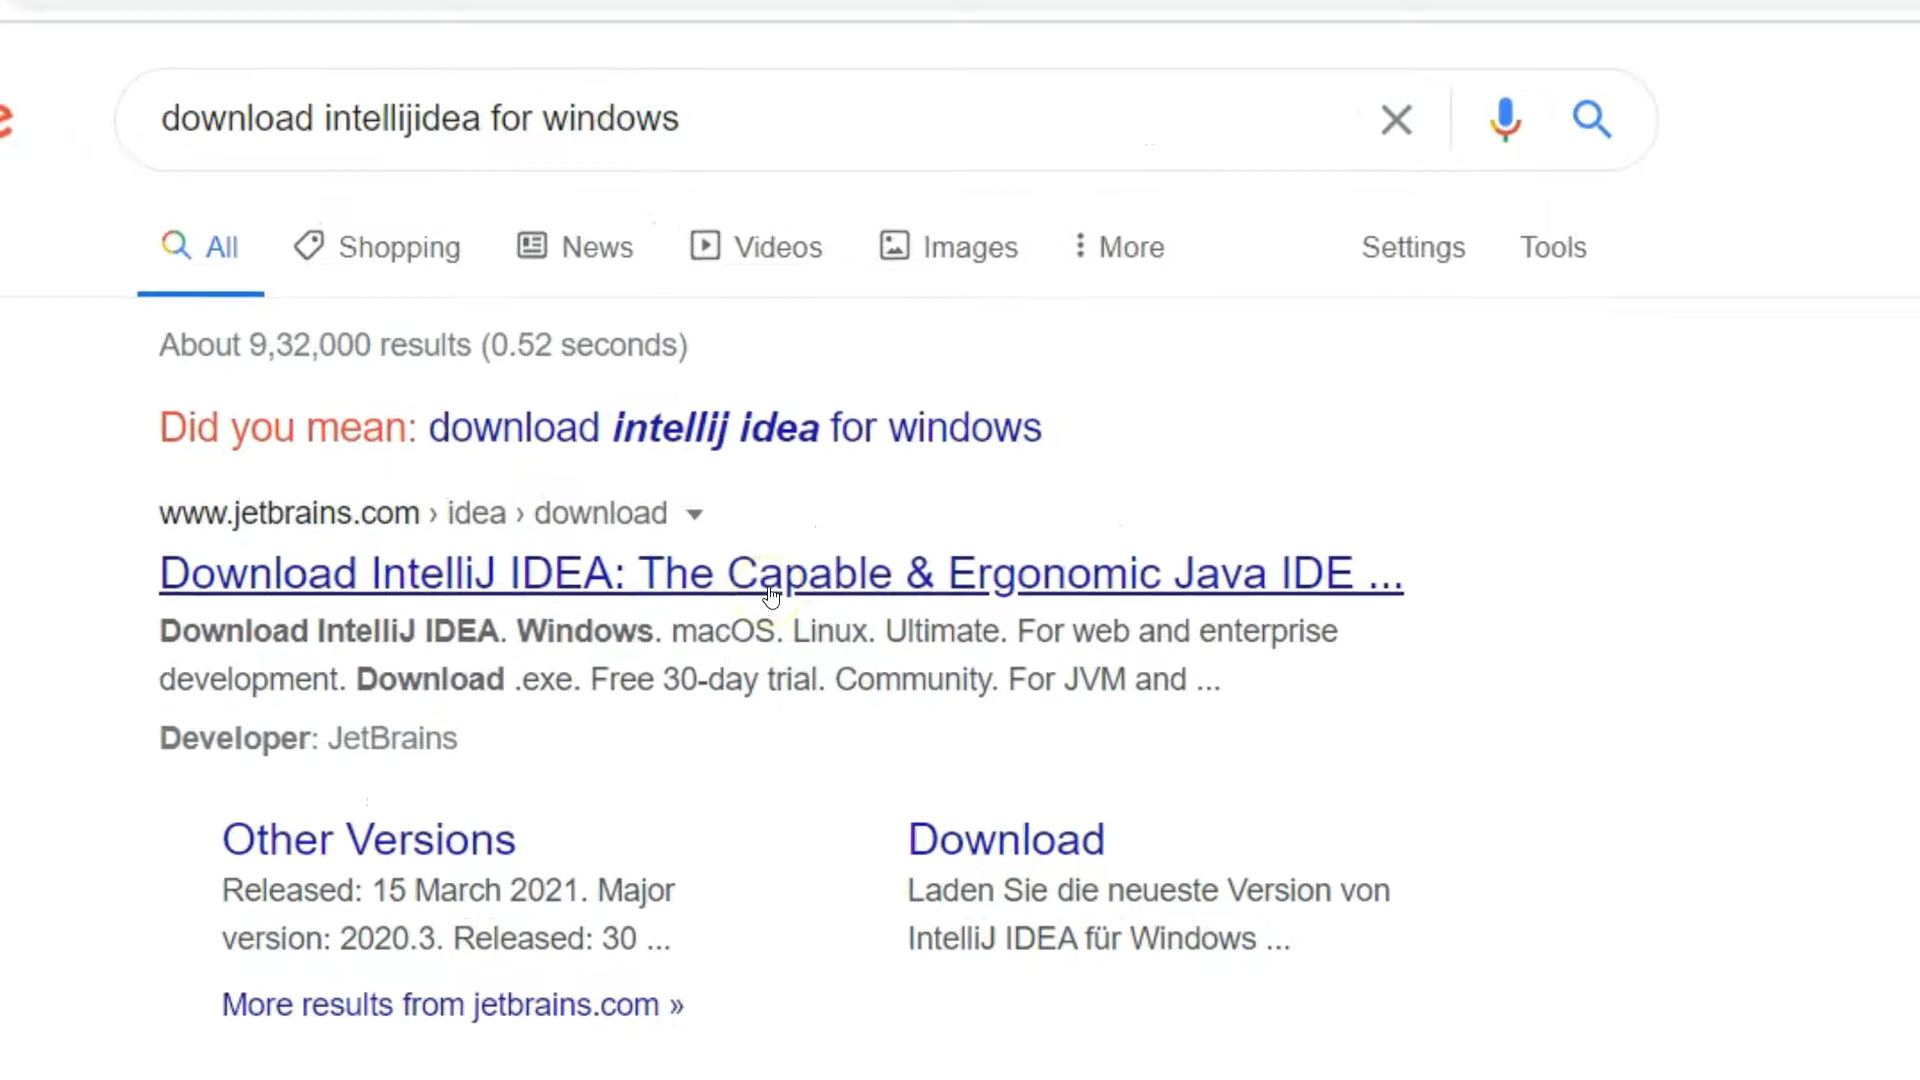 download intellijidea for windows
All Shopping News Videos Images More Settings Tools
About 9,32,000 results (0.52 seconds)
Did you mean: download intellij idea for windows
www.jetbrains.com › idea › download
Download IntelliJ IDEA: The Capable & Ergonomic Java IDE ...
Download IntelliJ IDEA. Windows. macOS. Linux. Ultimate. For web and enterprise
development. Download .exe. Free 30-day trial. Community. For JVM and ...
Developer: JetBrains
Other Versions
Released: 15 March 2021. Major
version: 2020.3. Released: 30 ...
Download
Laden Sie die neueste Version von
IntelliJ IDEA für Windows ...
More results from jetbrains.com »